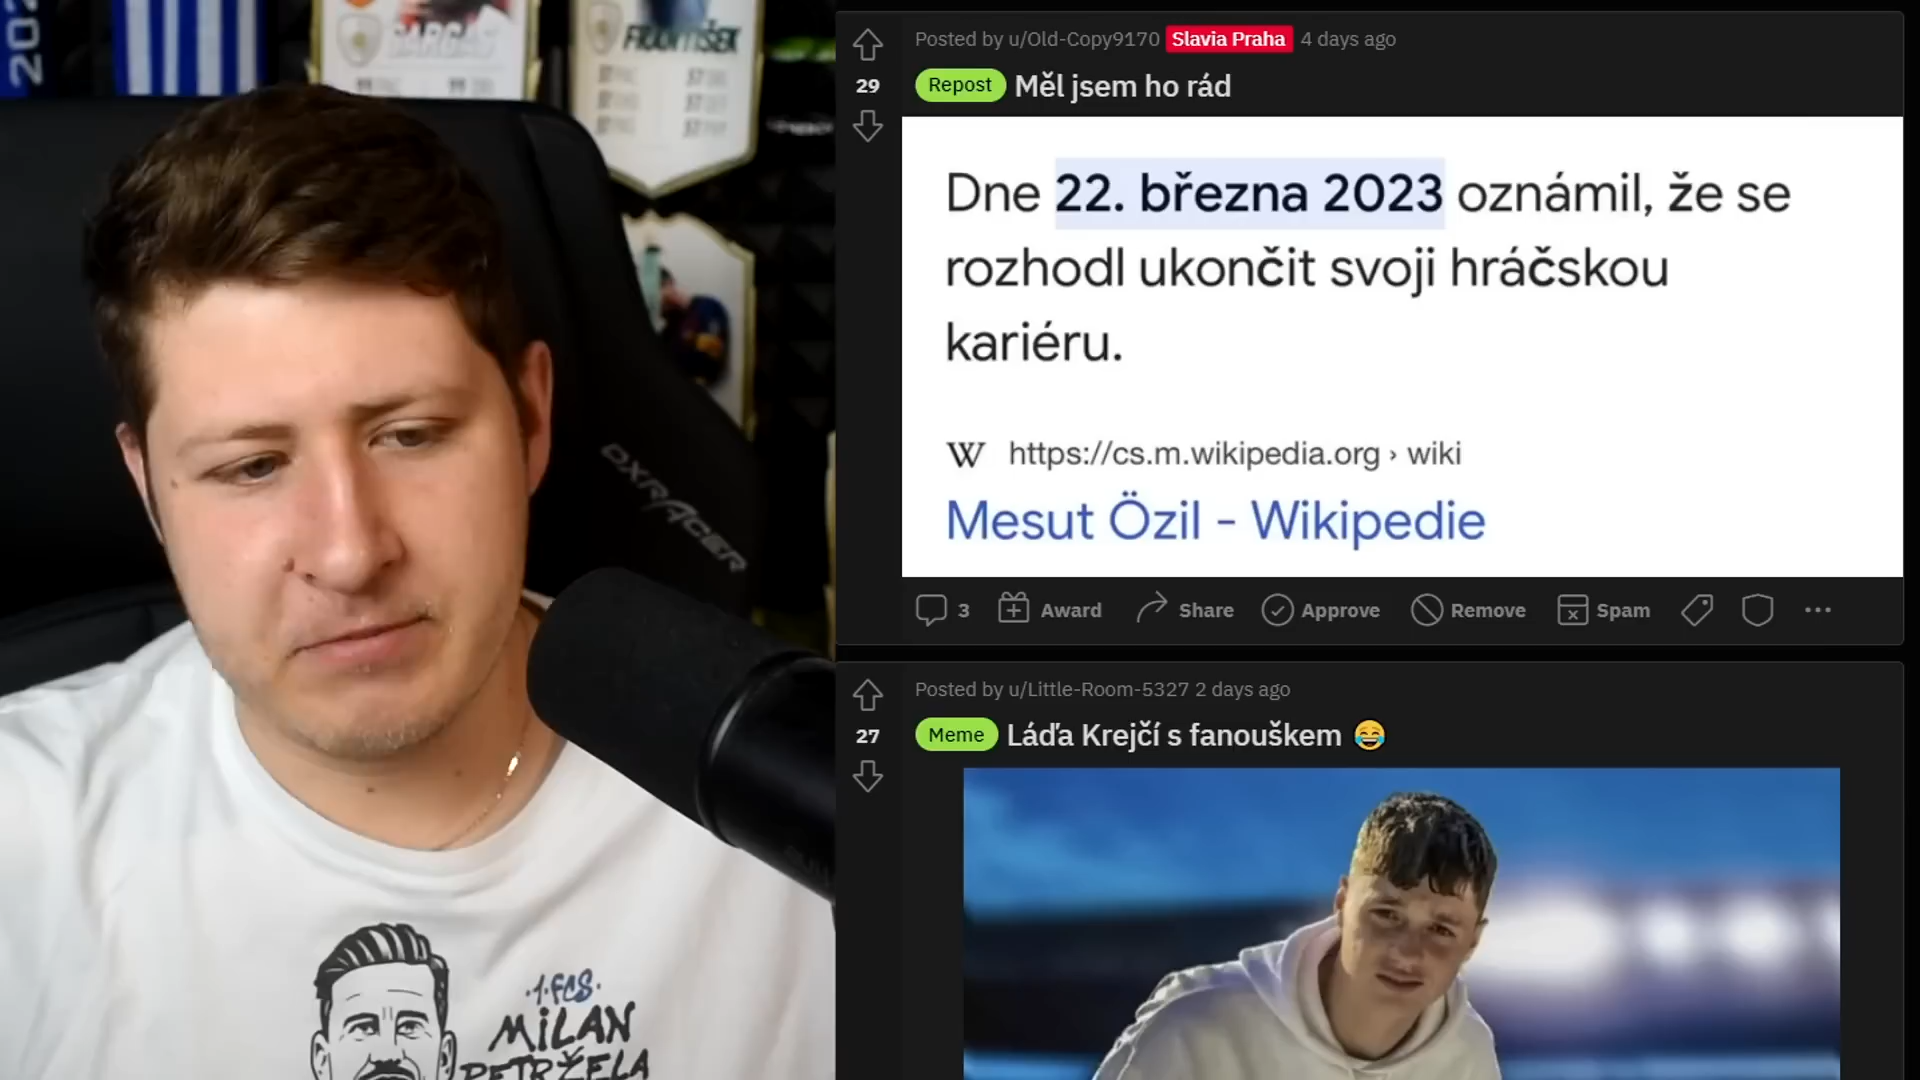 202
VARGAS
FRANTIŠEK
DXRACER
·1.FCS·
MILAN
PETRŽELA
Posted by u/Old-Copy9170 Slavia Praha 4 days ago
29
Repost Měl jsem ho rád
Dne 22. března 2023 oznámil, že se
rozhodl ukončit svoji hráčskou
kariéru.
W https://cs.m.wikipedia.org › wiki
Mesut Özil - Wikipedie
3 Award Share Approve Remove Spam
Posted by u/Little-Room-5327 2 days ago
27
Meme Láďa Krejčí s fanouškem 😂